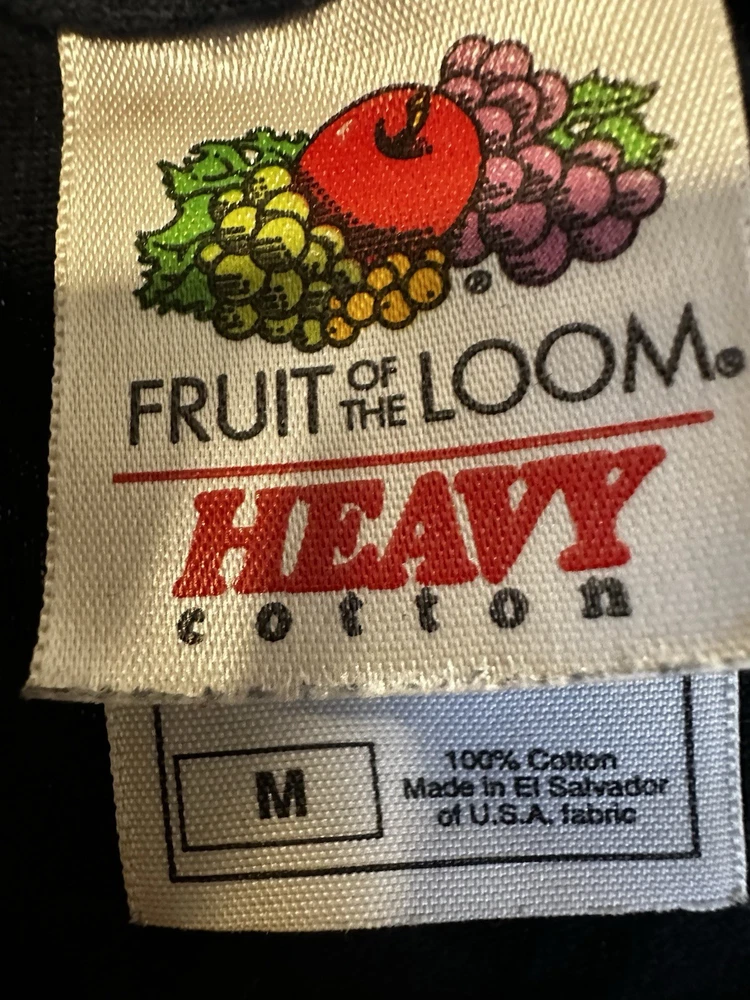 ®
FRUIT OF THE LOOM®
HEAVY
cotton
M
100% Cotton
Made in El Salvador
of U.S.A. fabric